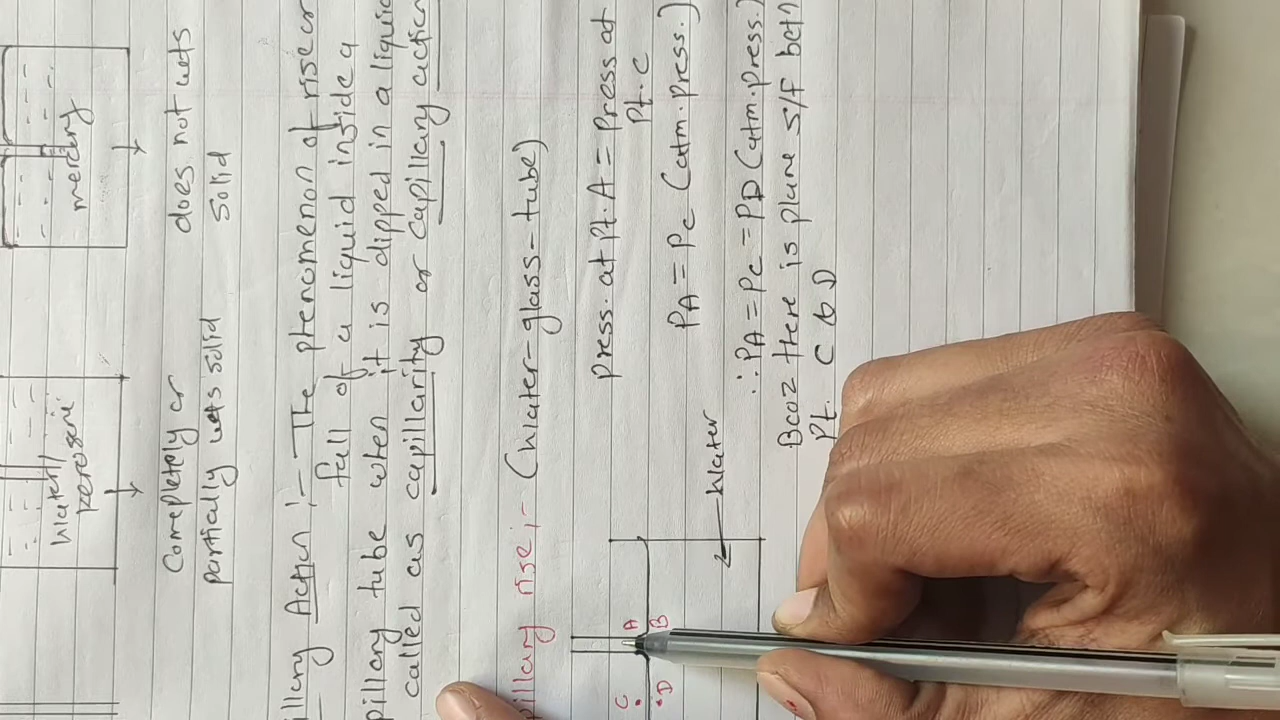 mercury
does not wets
solid
Water/
kerosene
Completely or
partially wets solid
illary Action :- The phenomenon of rise or
fall of a liquid inside a
pillary tube when it is dipped in a liquid
called as capillarity or capillary action
pillary rise :- (Water-glass-tube)
press. at pt. A = Press at
pt. C
PA = PC (atm. press.)
∴ PA = PC = PD (atm. press.)
Bcoz there is plane s/f betn
Pt. C & D
Water
A
B
C
D